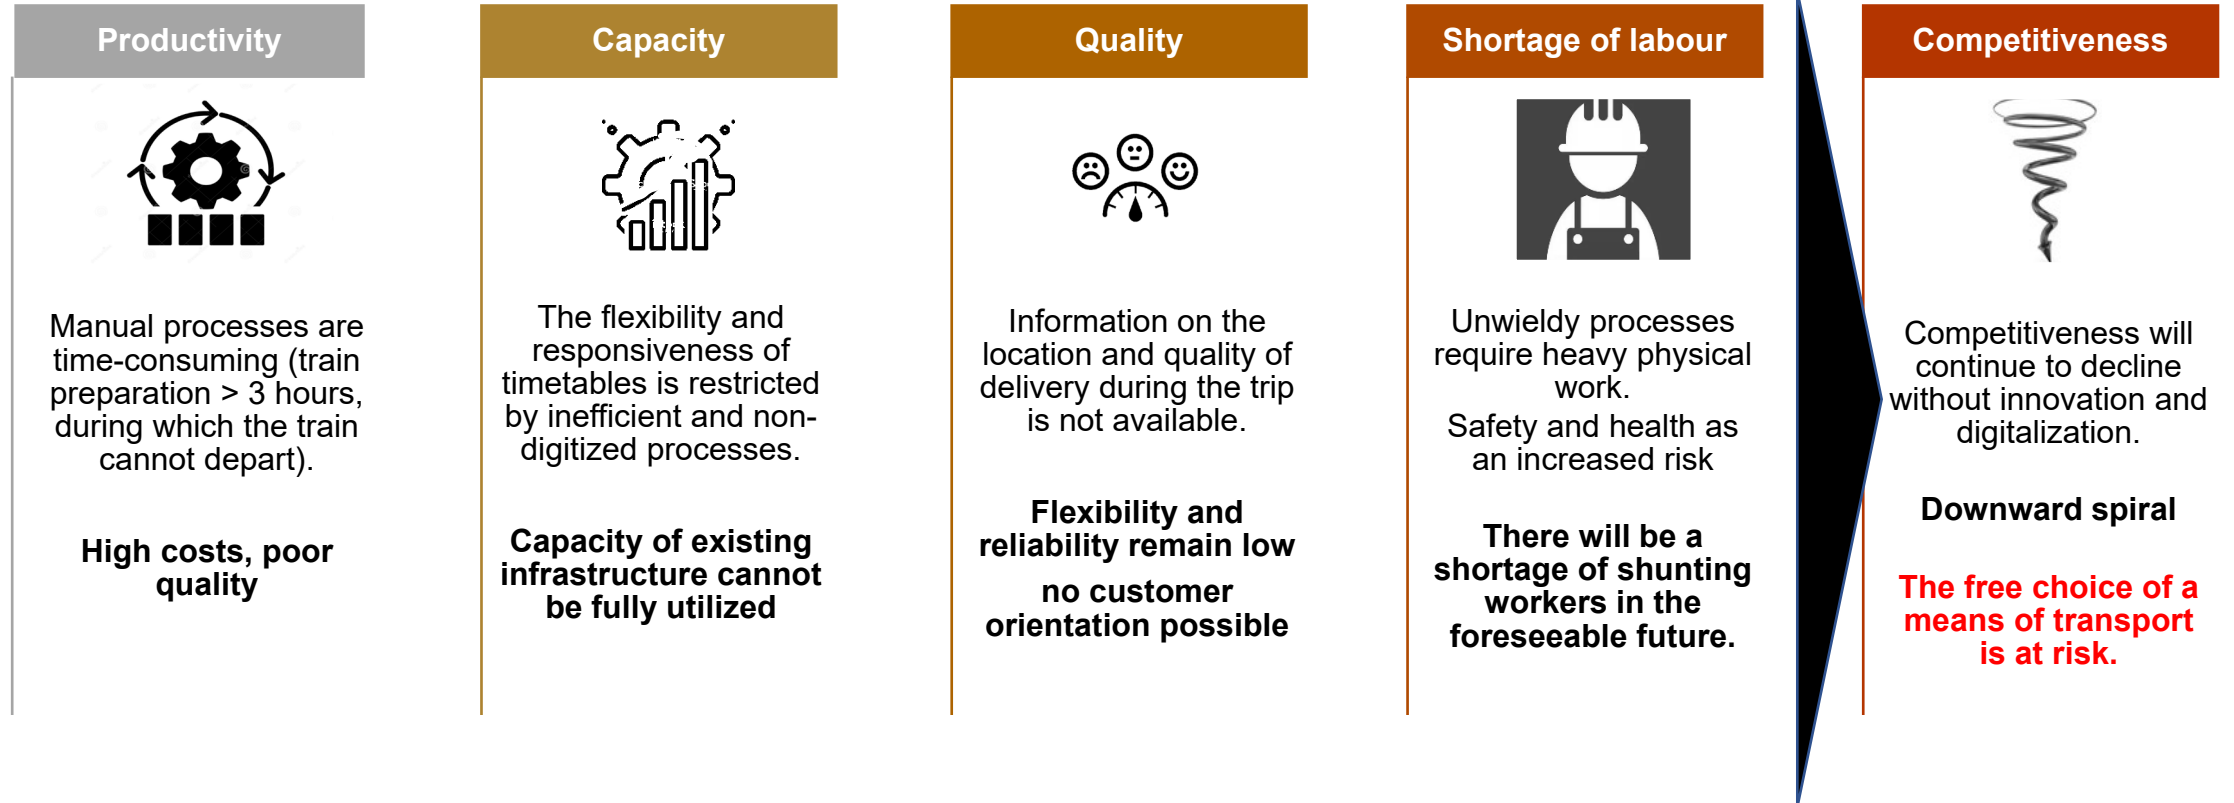 Productivity
Manual processes are
time-consuming (train
preparation > 3 hours,
during which the train
cannot depart).
High costs, poor
quality
Capacity
The flexibility and
responsiveness of
timetables is restricted
by inefficient and non-
digitized processes.
Capacity of existing
infrastructure cannot
be fully utilized
Quality
Information on the
location and quality of
delivery during the trip
is not available.
Flexibility and
reliability remain low
no customer
orientation possible
Shortage of labour
Unwieldy processes
require heavy physical
work.
Safety and health as
an increased risk
There will be a
shortage of shunting
workers in the
foreseeable future.
Competitiveness
Competitiveness will
continue to decline
without innovation and
digitalization.
Downward spiral
The free choice of a
means of transport
is at risk.